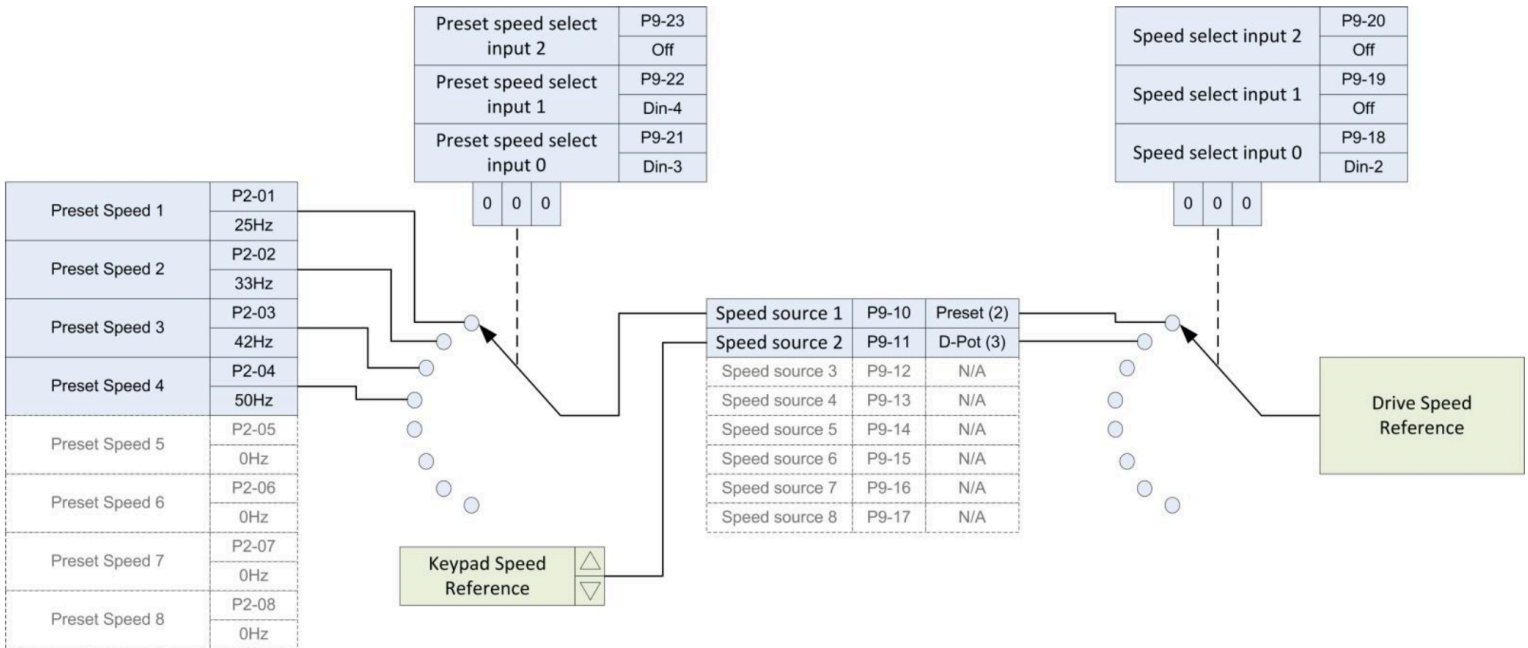 Preset speed select
input 2
P9-23
Off
Preset speed select
input 1
P9-22
Din-4
Preset speed select
input 0
P9-21
Din-3
0 0 0
Speed select input 2
P9-20
Off
Speed select input 1
P9-19
Off
Speed select input 0
P9-18
Din-2
0 0 0
Preset Speed 1
P2-01
25Hz
Preset Speed 2
P2-02
33Hz
Preset Speed 3
P2-03
42Hz
Preset Speed 4
P2-04
50Hz
Preset Speed 5
P2-05
0Hz
Preset Speed 6
P2-06
0Hz
Preset Speed 7
P2-07
0Hz
Preset Speed 8
P2-08
0Hz
Speed source 1 P9-10 Preset (2)
Speed source 2 P9-11 D-Pot (3)
Speed source 3 P9-12 N/A
Speed source 4 P9-13 N/A
Speed source 5 P9-14 N/A
Speed source 6 P9-15 N/A
Speed source 7 P9-16 N/A
Speed source 8 P9-17 N/A
Keypad Speed
Reference
Drive Speed
Reference